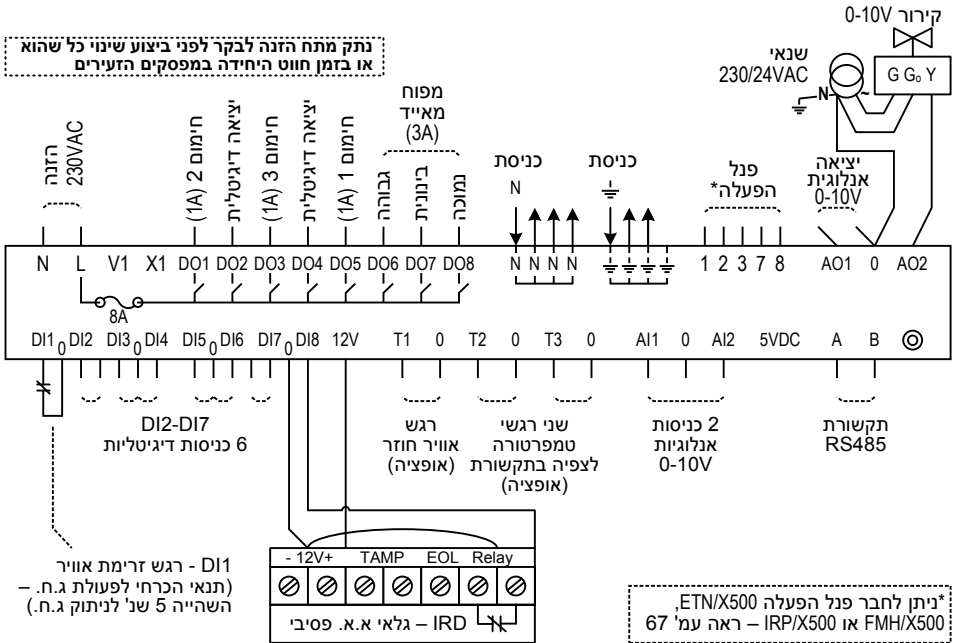 נתק מתח הזנה לבקר לפני ביצוע שינוי כל שהוא
או בזמן חווט היחידה במפסקים הזעירים
קירור 0-10V
שנאי
230/24VAC
N
~
G G₀ Y
הזנה
230VAC
חימום 2 (1A)
יציאה דיגיטלית
חימום 3 (1A)
יציאה דיגיטלית
חימום 1 (1A)
מפוח
מאייד
(3A)
גבוהה
בינונית
נמוכה
כניסת
N
כניסת
פנל
הפעלה*
יציאה
אנלוגית
0-10V
N L V1 X1 DO1 DO2 DO3 DO4 DO5 DO6 DO7 DO8 N N N N 1 2 3 7 8 AO1 0 AO2
8A
DI1 0 DI2 DI3 0 DI4 DI5 0 DI6 DI7 0 DI8 12V T1 0 T2 0 T3 0 AI1 0 AI2 5VDC A B
DI2-DI7
6 כניסות דיגיטליות
רגש
אוויר חוזר
(אופציה)
שני רגשי
טמפרטורה
לצפיה בתקשורת
(אופציה)
2 כניסות
אנלוגיות
0-10V
תקשורת
RS485
DI1 - רגש זרימת אוויר
(תנאי הכרחי לפעולת ג.ח. –
השהייה 5 שנ' לניתוק ג.ח.)
- 12V+ TAMP EOL Relay
IRD – גלאי א.א. פסיבי
*ניתן לחבר פנל הפעלה ETN/X500,
FMH/X500 או IRP/X500 – ראה עמ' 67